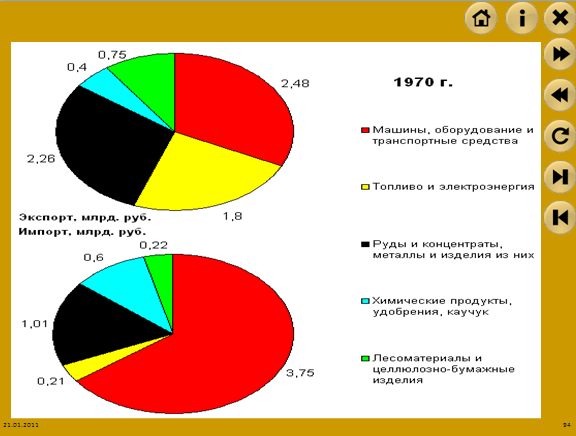 0,75
0,4
2,48
2,26
1,8
Экспорт, млрд. руб.
Импорт, млрд. руб.
0,22
0,6
1,01
0,21
3,75
1970 г.
Машины, оборудование и
транспортные средства
Топливо и электроэнергия
Руды и концентраты,
металлы и изделия из них
Химические продукты,
удобрения, каучук
Лесоматериалы и
целлюлозно-бумажные
изделия
21.01.2011
94